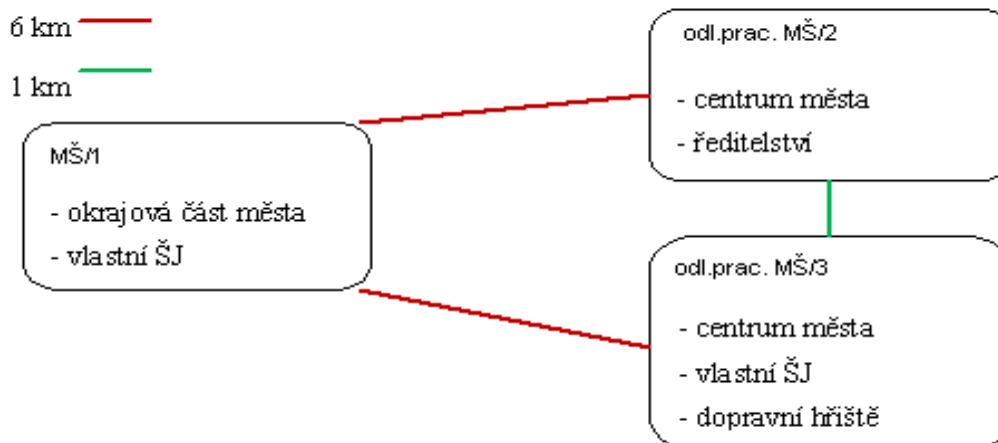 6 km
1 km
MŠ/1
- okrajová část města
- vlastní ŠJ
odl.prac. MŠ/2
- centrum města
- ředitelství
odl.prac. MŠ/3
- centrum města
- vlastní ŠJ
- dopravní hřiště